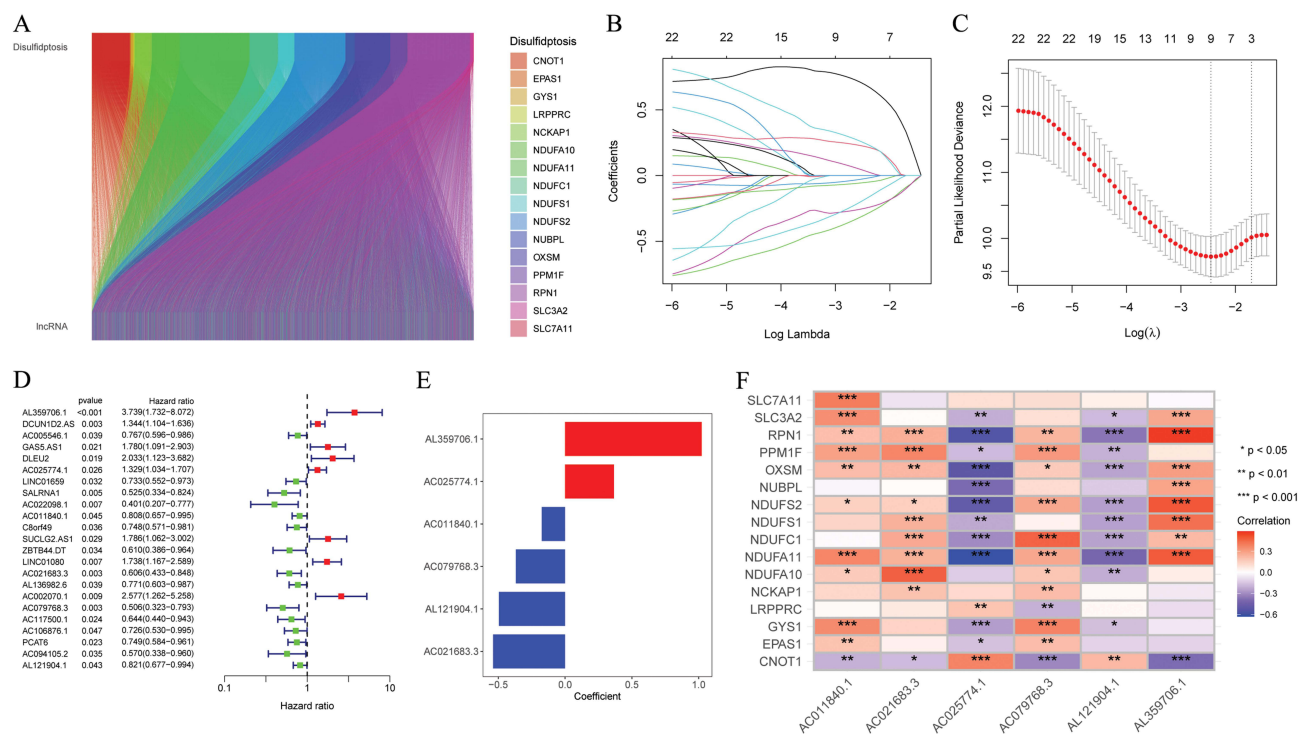 A
Disulfidptosis
lncRNA
Disulfidptosis
CNOT1
EPAS1
GYS1
LRPPRC
NCKAP1
NDUFA10
NDUFA11
NDUFC1
NDUFS1
NDUFS2
NUBPL
OXSM
PPM1F
RPN1
SLC3A2
SLC7A11
B
22 22 15 9 7
Coefficients
0.5
0.0
−0.5
−6 −5 −4 −3 −2
Log Lambda
C
22 22 22 19 15 13 11 9 9 7 3
Partial Likelihood Deviance
12.0
11.0
10.0
9.5
−6 −5 −4 −3 −2
Log(λ)
D
pvalue Hazard ratio
AL359706.1 <0.001 3.739(1.732−8.072)
DCUN1D2.AS 0.003 1.344(1.104−1.636)
AC005546.1 0.039 0.767(0.596−0.986)
GAS5.AS1 0.021 1.780(1.091−2.903)
DLEU2 0.019 2.033(1.123−3.682)
AC025774.1 0.026 1.329(1.034−1.707)
LINC01659 0.032 0.733(0.552−0.973)
SALRNA1 0.005 0.525(0.334−0.824)
AC022098.1 0.007 0.401(0.207−0.777)
AC011840.1 0.045 0.808(0.657−0.995)
C8orf49 0.036 0.748(0.571−0.981)
SUCLG2.AS1 0.029 1.786(1.062−3.002)
ZBTB44.DT 0.034 0.610(0.386−0.964)
LINC01080 0.007 1.738(1.167−2.589)
AC021683.3 0.003 0.606(0.433−0.848)
AL136982.6 0.039 0.771(0.603−0.987)
AC002070.1 0.009 2.577(1.262−5.258)
AC079768.3 0.003 0.506(0.323−0.793)
AC117500.1 0.024 0.644(0.440−0.943)
AC106876.1 0.047 0.726(0.530−0.995)
PCAT6 0.023 0.749(0.584−0.961)
AC094105.2 0.035 0.570(0.338−0.960)
AL121904.1 0.043 0.821(0.677−0.994)
0.1 1 10
Hazard ratio
E
AL359706.1
AC025774.1
AC011840.1
AC079768.3
AL121904.1
AC021683.3
−0.5 0.0 0.5 1.0
Coefficient
F
SLC7A11 ***
SLC3A2 *** ** * ***
RPN1 ** *** *** ** *** ***
PPM1F *** *** * *** **
OXSM ** ** *** * *** ***
NUBPL *** ***
NDUFS2 * * *** *** *** ***
NDUFS1 *** ** *** ***
NDUFC1 *** *** *** *** **
NDUFA11 *** *** *** *** *** ***
NDUFA10 * *** * **
NCKAP1 ** **
LRPPRC ** **
GYS1 *** *** *** *
EPAS1 ** * **
CNOT1 ** * *** *** ** ***
AC011840.1
AC021683.3
AC025774.1
AC079768.3
AL121904.1
AL359706.1
* p < 0.05
** p < 0.01
*** p < 0.001
Correlation
0.3
0.0
−0.3
−0.6